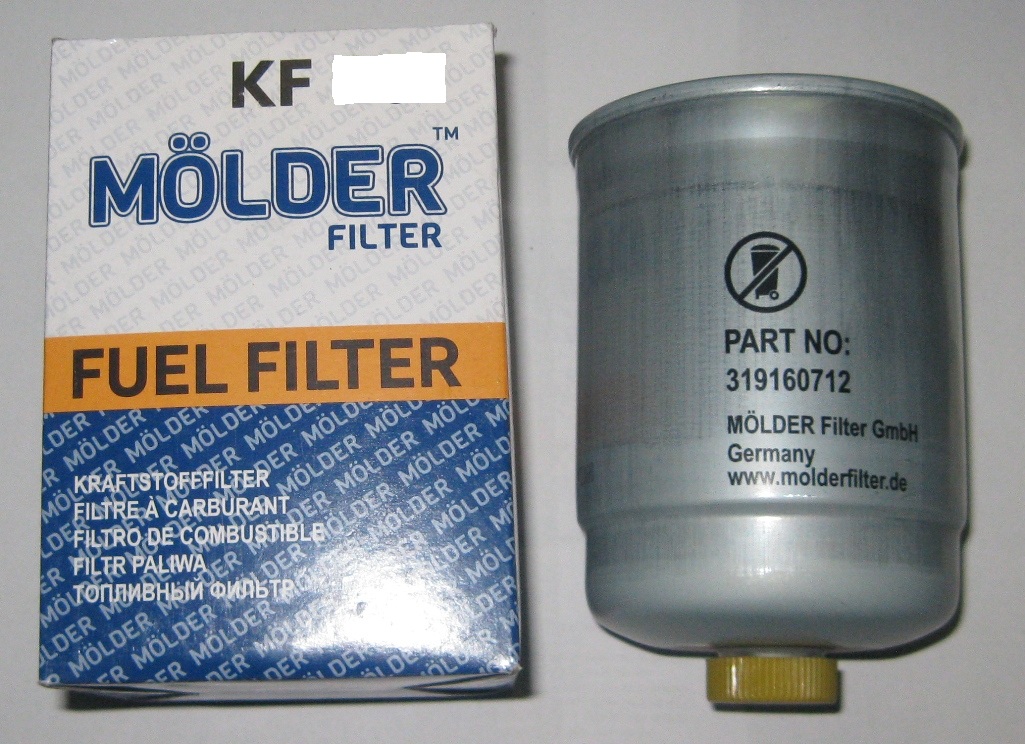 KF
MÖLDER™
FILTER
FUEL FILTER
KRAFTSTOFFFILTER
FILTRE À CARBURANT
FILTRO DE COMBUSTIBLE
FILTR PALIWA
ТОПЛИВНЫЙ ФИЛЬТР
PART NO:
319160712
MÖLDER Filter GmbH
Germany
www.molderfilter.de